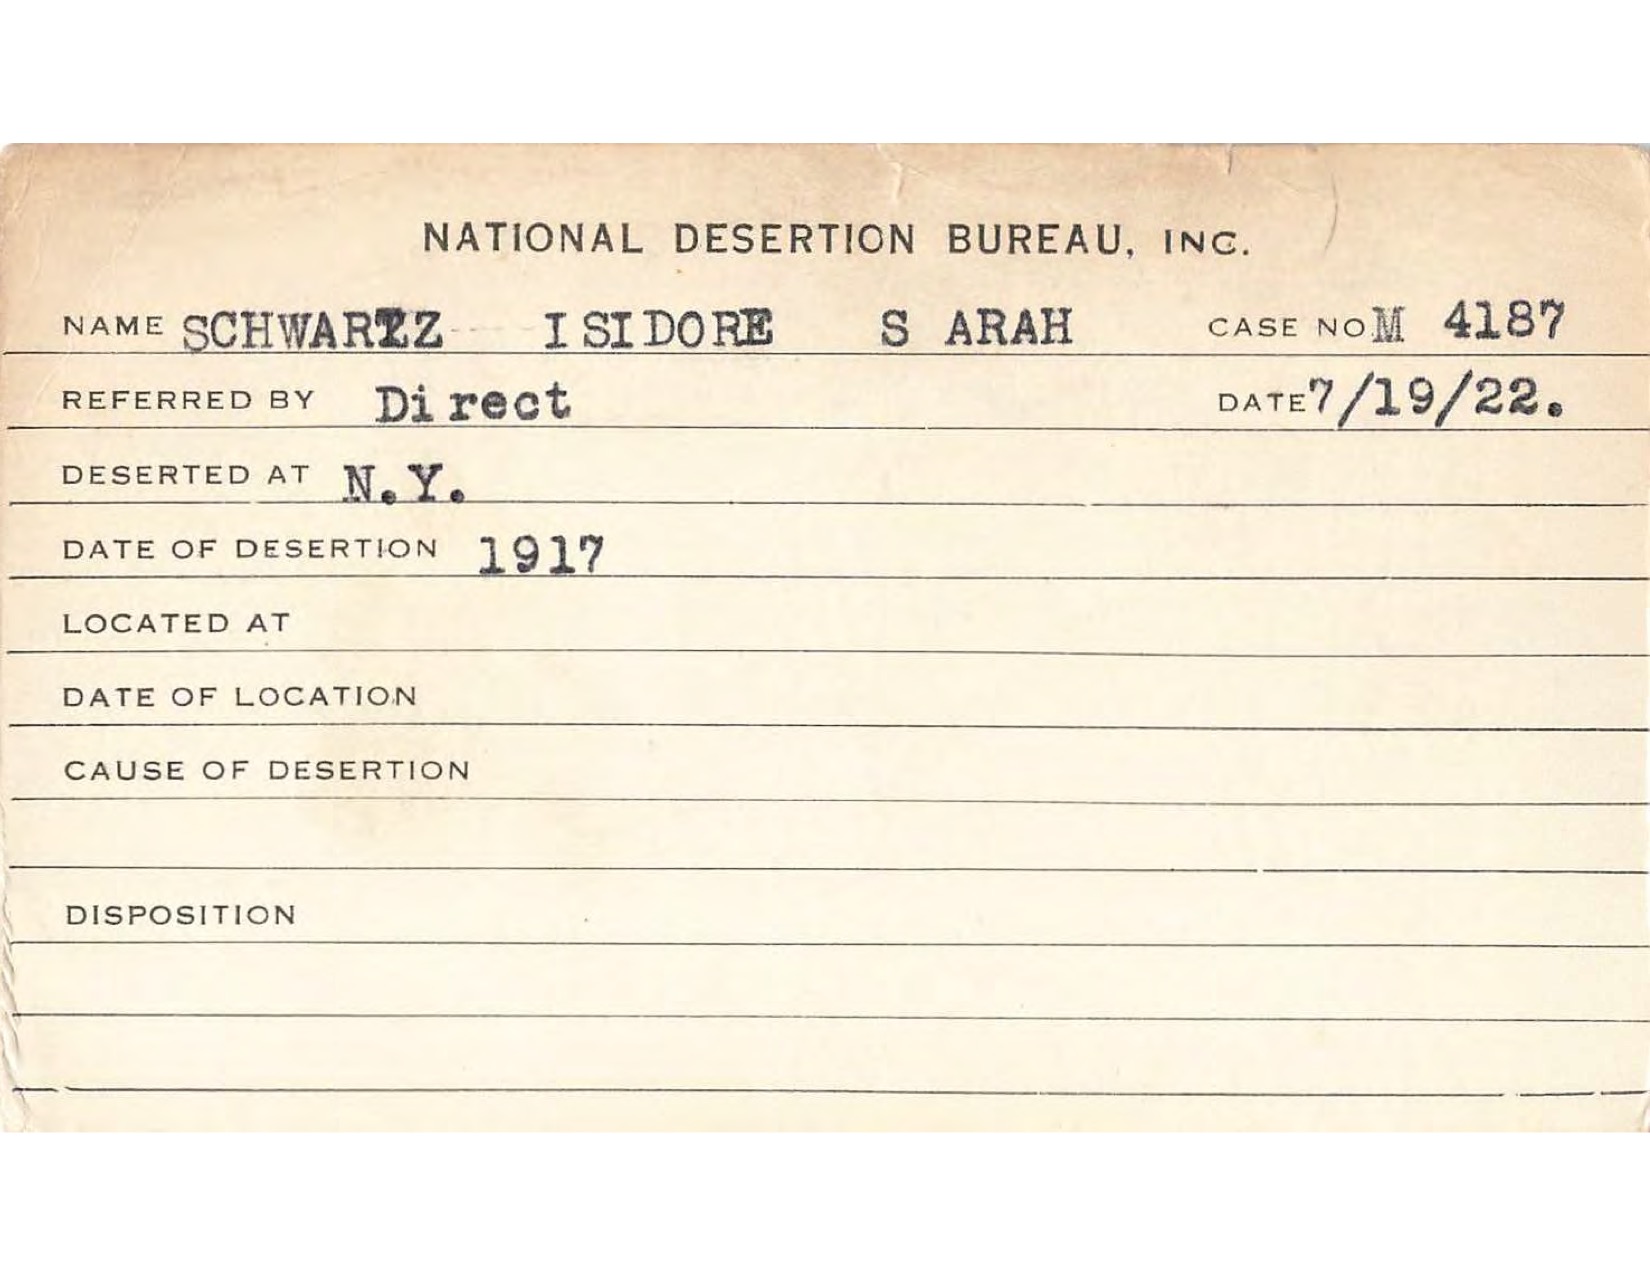 NATIONAL DESERTION BUREAU, INC.
NAME SCHWARTZ ISIDORE SARAH CASE NO M 4187
REFERRED BY Direct DATE 7/19/22.
DESERTED AT N.Y.
DATE OF DESERTION 1917
LOCATED AT
DATE OF LOCATION
CAUSE OF DESERTION
DISPOSITION